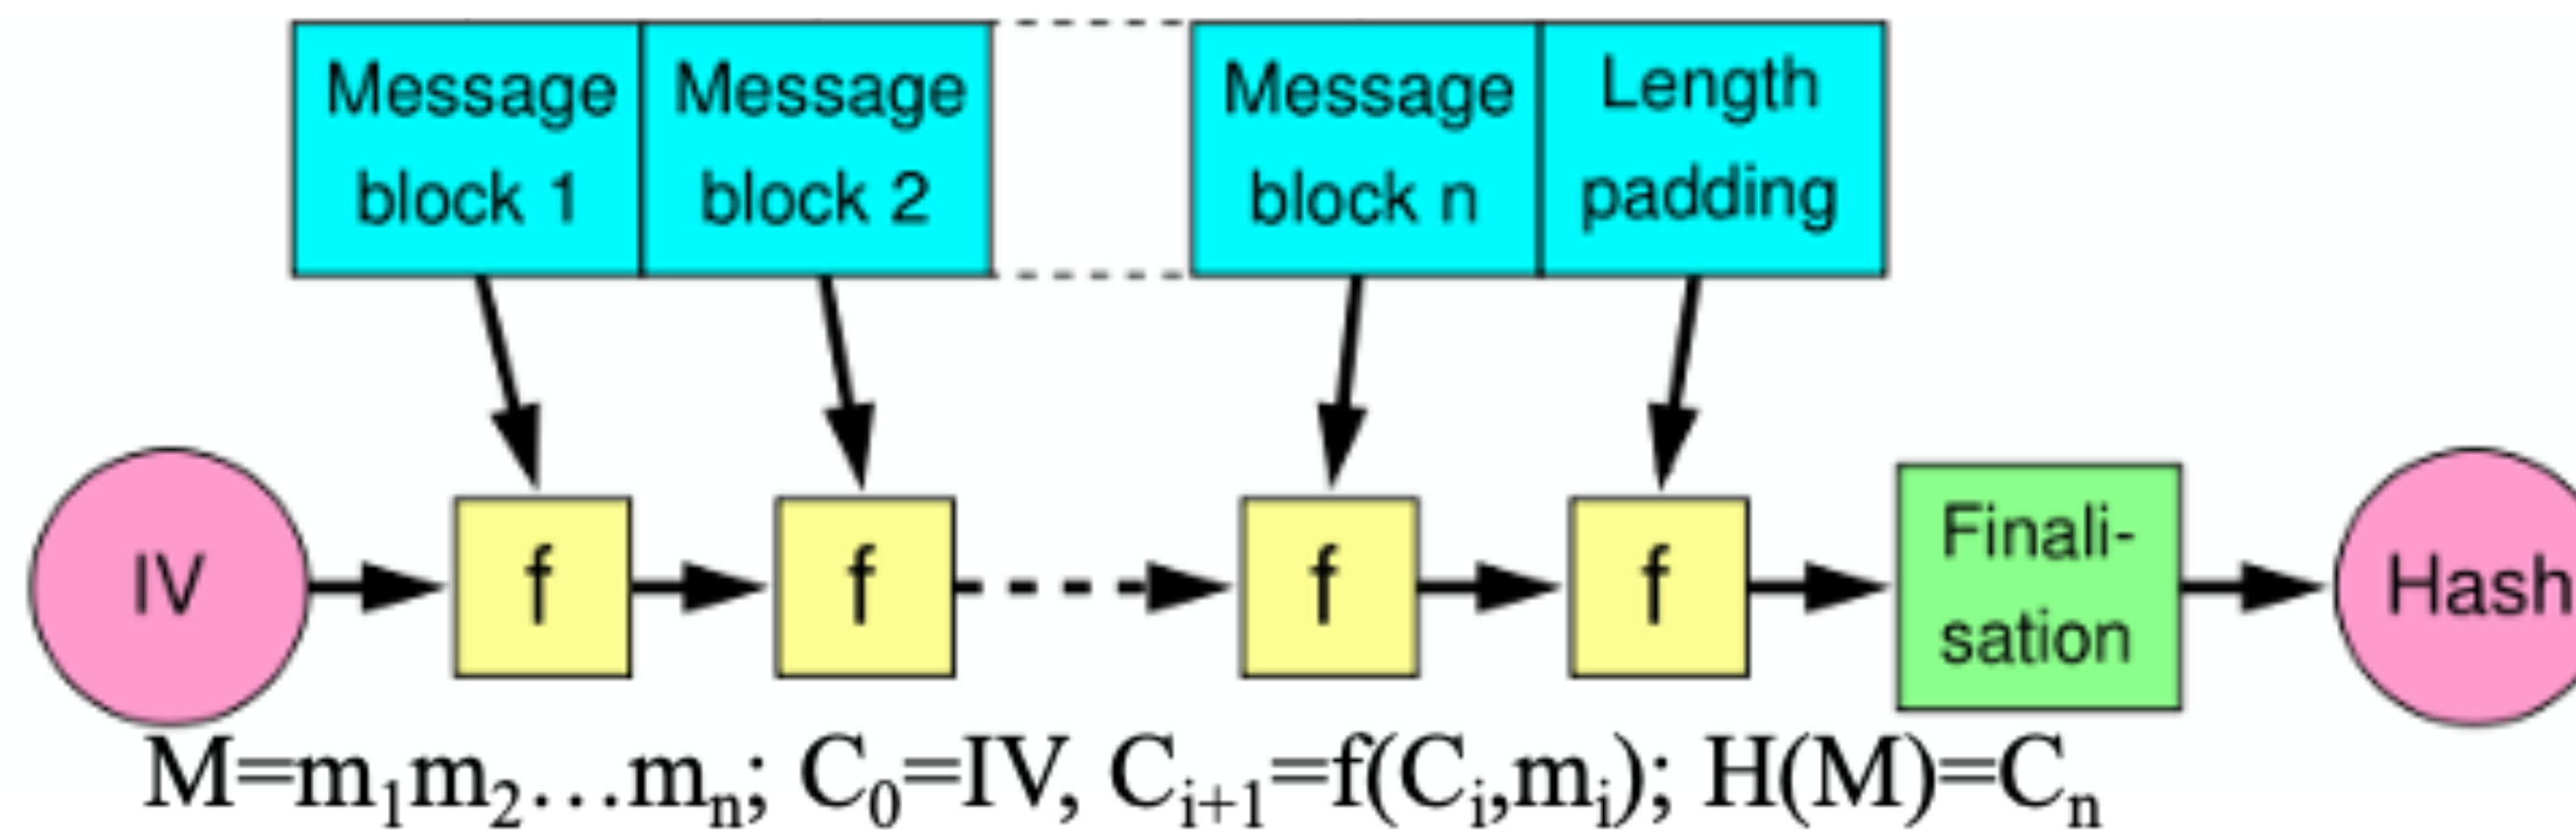 Message Message Message Length
block 1 block 2 block n padding
IV f f f f Finali-
sation Hash
M=m₁m₂…mₙ; C₀=IV, Cᵢ₊₁=f(Cᵢ,mᵢ); H(M)=Cₙ